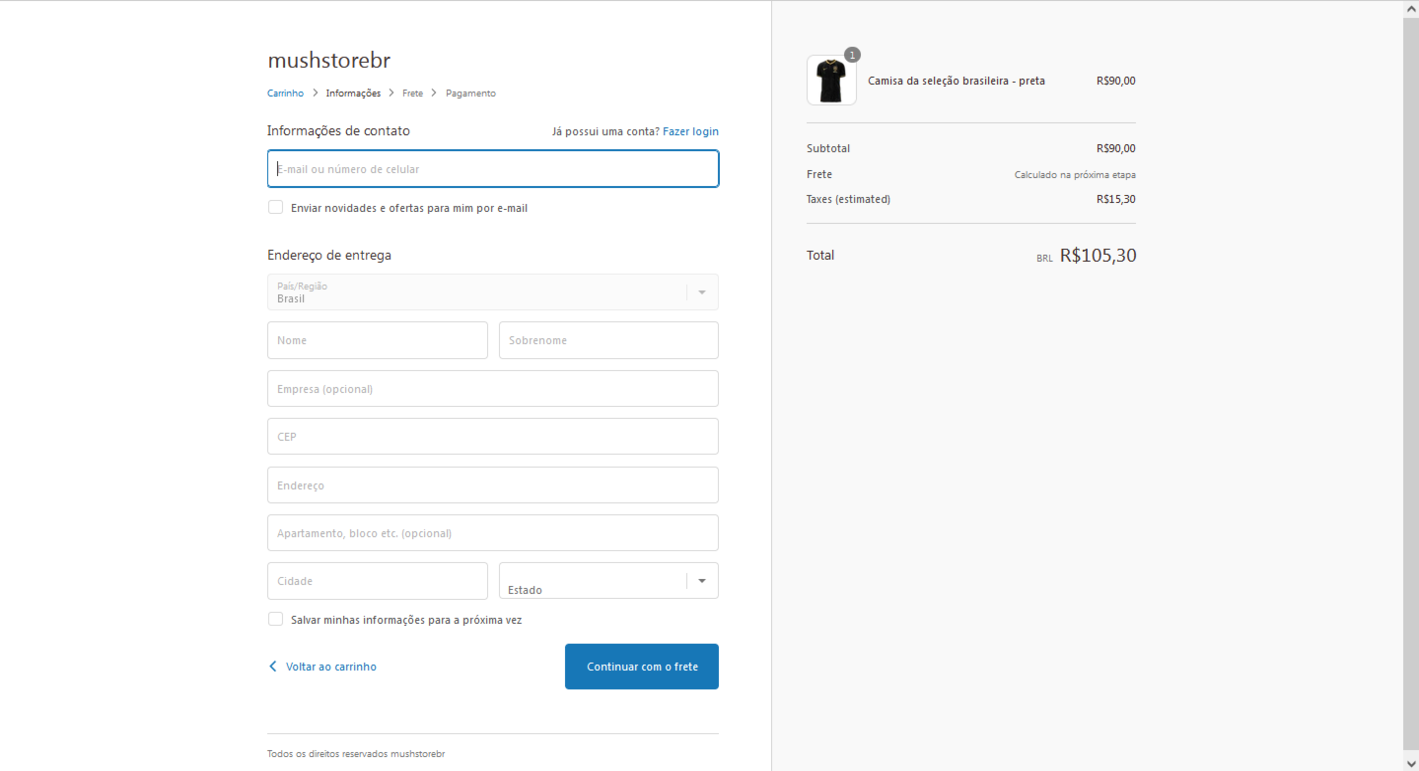 mushstorebr
Carrinho > Informações > Frete > Pagamento
Informações de contato
Já possui uma conta? Fazer login
E-mail ou número de celular
Enviar novidades e ofertas para mim por e-mail
Endereço de entrega
País/Região
Brasil
Nome
Sobrenome
Empresa (opcional)
CEP
Endereço
Apartamento, bloco etc. (opcional)
Cidade
Estado
Salvar minhas informações para a próxima vez
Voltar ao carrinho
Continuar com o frete
Todos os direitos reservados mushstorebr
1
Camisa da seleção brasileira - preta R$90,00
Subtotal R$90,00
Frete Calculado na próxima etapa
Taxes (estimated) R$15,30
Total BRL R$105,30